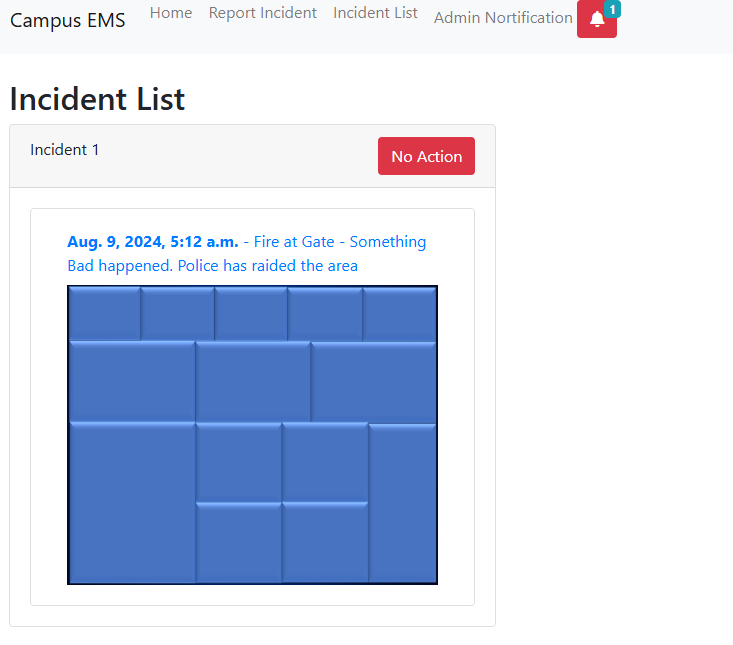 Campus EMS Home Report Incident Incident List Admin Nortification 1
Incident List
Incident 1 No Action
Aug. 9, 2024, 5:12 a.m. - Fire at Gate - Something
Bad happened. Police has raided the area